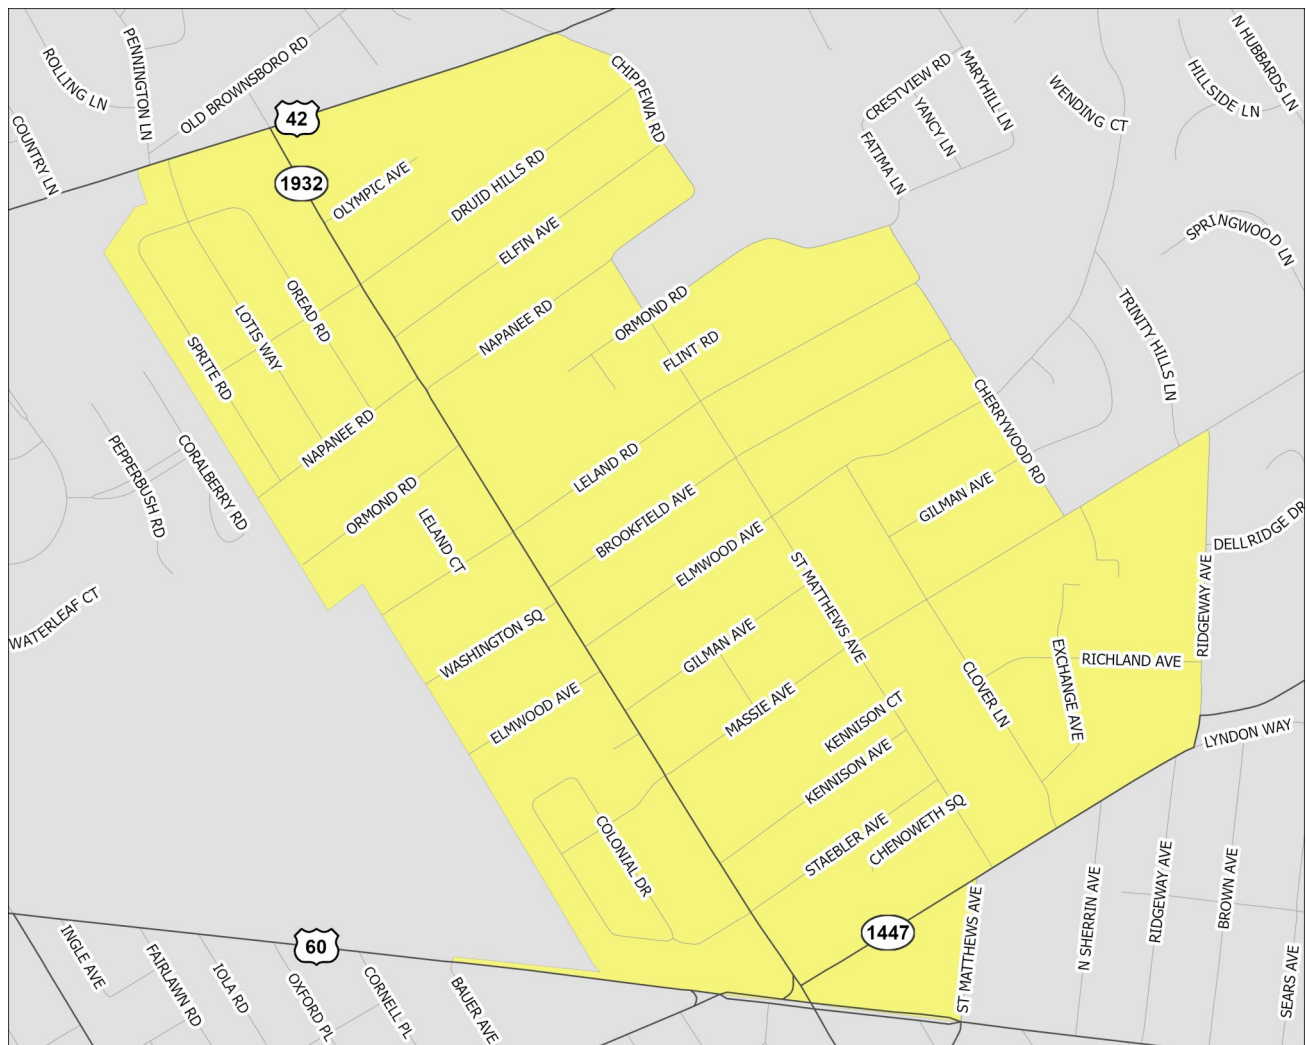 ROLLING LN
PENNINGTON LN
OLD BROWNSBORO RD
COUNTRY LN
42
1932
OLYMPIC AVE
DRUID HILLS RD
ELFIN AVE
CHIPPEWA RD
CRESTVIEW RD
MARYHILL LN
YANCY LN
FATIMA LN
WENDING CT
HILLSIDE LN
N HUBBARDS LN
SPRINGWOOD LN
TRINITY HILLS LN
OREAD RD
LOTIS WAY
SPRITE RD
NAPANEE RD
ORMOND RD
FLINT RD
NAPANEE RD
CHERRYWOOD RD
PEPPERBUSH RD
CORALBERRY RD
ORMOND RD
LELAND CT
LELAND RD
BROOKFIELD AVE
ELMWOOD AVE
GILMAN AVE
DELLRIDGE DR
RIDGEWAY AVE
WATERLEAF CT
WASHINGTON SQ
ELMWOOD AVE
GILMAN AVE
ST MATTHEWS AVE
MASSIE AVE
RICHLAND AVE
EXCHANGE AVE
CLOVER LN
KENNISON CT
KENNISON AVE
LYNDON WAY
COLONIAL DR
STAEBLER AVE
CHENOWETH SQ
1447
ST MATTHEWS AVE
N SHERRIN AVE
RIDGEWAY AVE
BROWN AVE
SEARS AVE
60
INGLE AVE
FAIRLAWN RD
IOLA RD
OXFORD PL
CORNELL PL
BAUER AVE